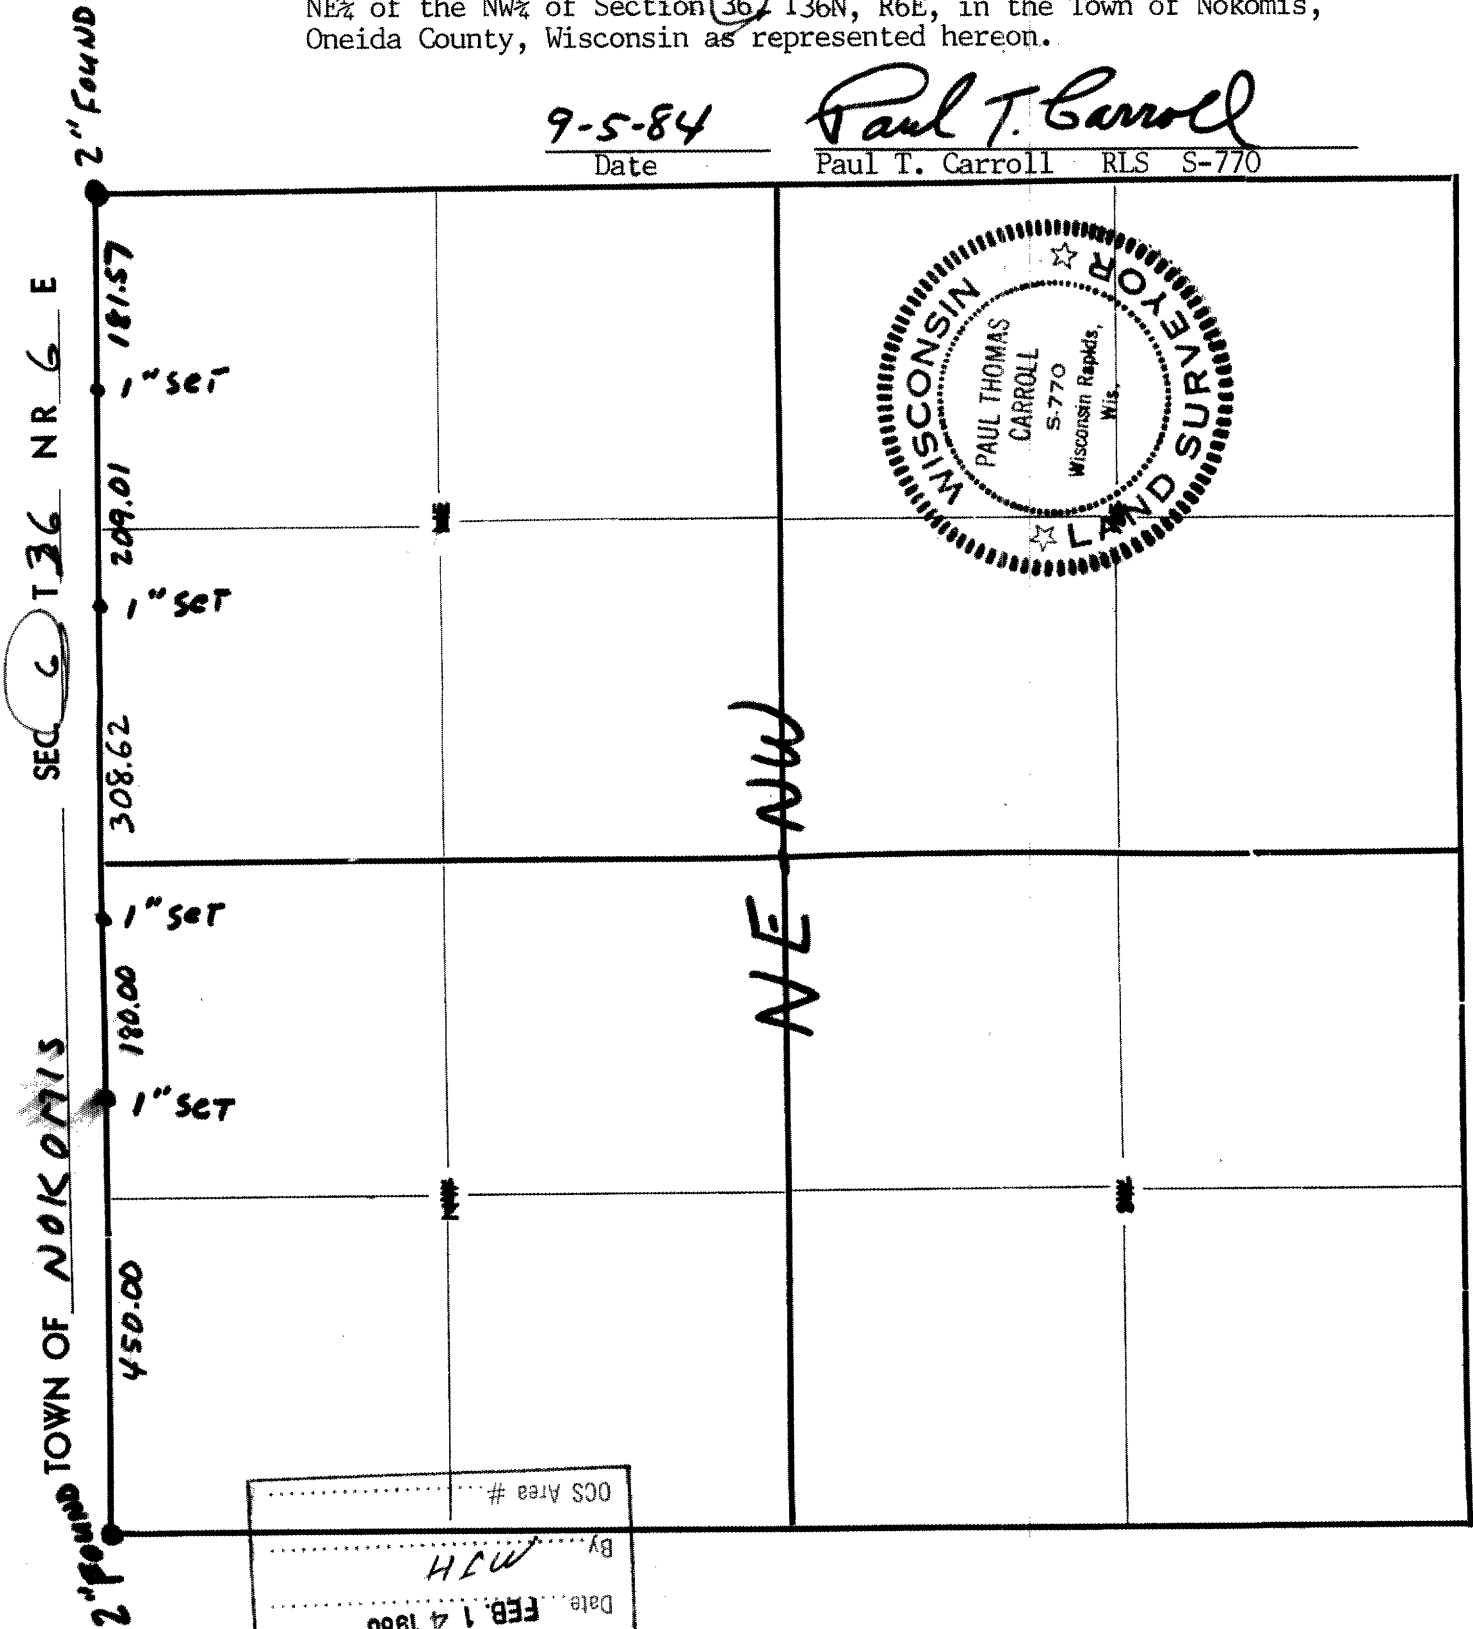 NE¼ of the NW¼ of Section 36, T36N, R6E, in the Town of Nokomis,
Oneida County, Wisconsin as represented hereon.
9-5-84
Date
Paul T. Carroll
Paul T. Carroll RLS S-770
2" FOUND
181.57
1" SET
209.01
1" SET
308.62
1" SET
180.00
1" SET
450.00
2" FOUND
TOWN OF NOKOMIS SEC. 6 T 36 N R 6 E
NE NW
WISCONSIN
LAND SURVEYOR
PAUL THOMAS
CARROLL
S-770
Wisconsin Rapids,
Wis.
OCS Area #
By MJH
Date FEB. 14